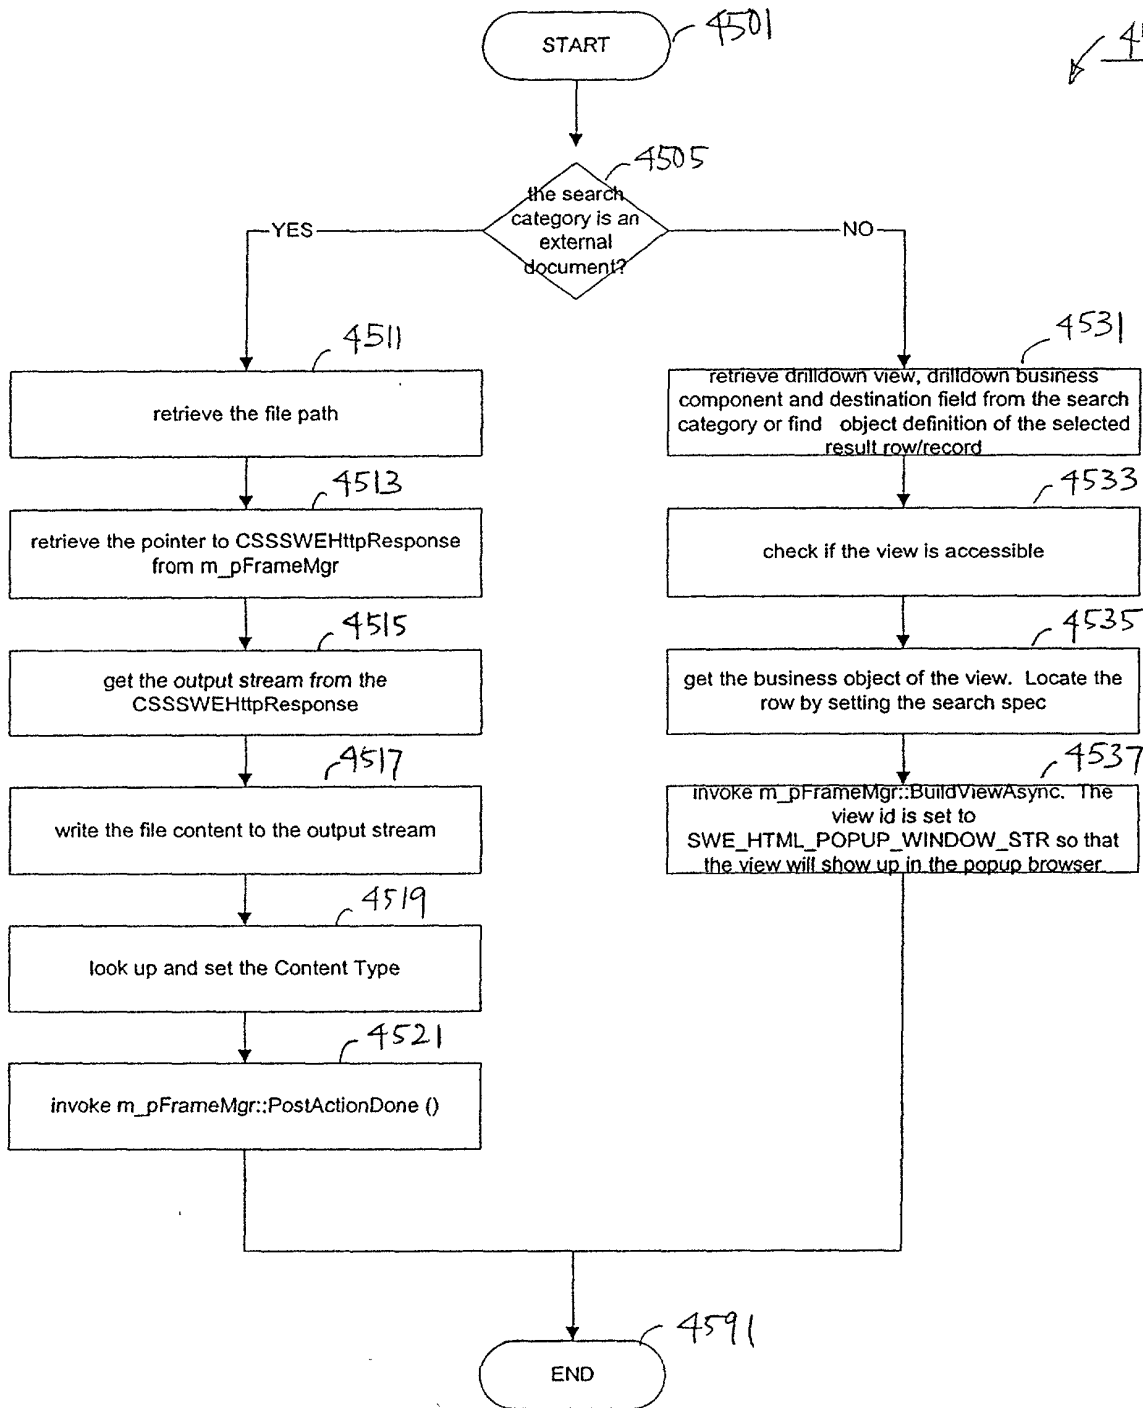 START
4501
4505
the search
category is an
external
document?
YES
NO
4511
retrieve the file path
4513
retrieve the pointer to CSSSWEHttpResponse
from m_pFrameMgr
4515
get the output stream from the
CSSSWEHttpResponse
4517
write the file content to the output stream
4519
look up and set the Content Type
4521
invoke m_pFrameMgr::PostActionDone ()
4531
retrieve drilldown view, drilldown business
component and destination field from the search
category or find object definition of the selected
result row/record
4533
check if the view is accessible
4535
get the business object of the view. Locate the
row by setting the search spec
4537
invoke m_pFrameMgr::BuildViewAsync. The
view id is set to
SWE_HTML_POPUP_WINDOW_STR so that
the view will show up in the popup browser
4591
END